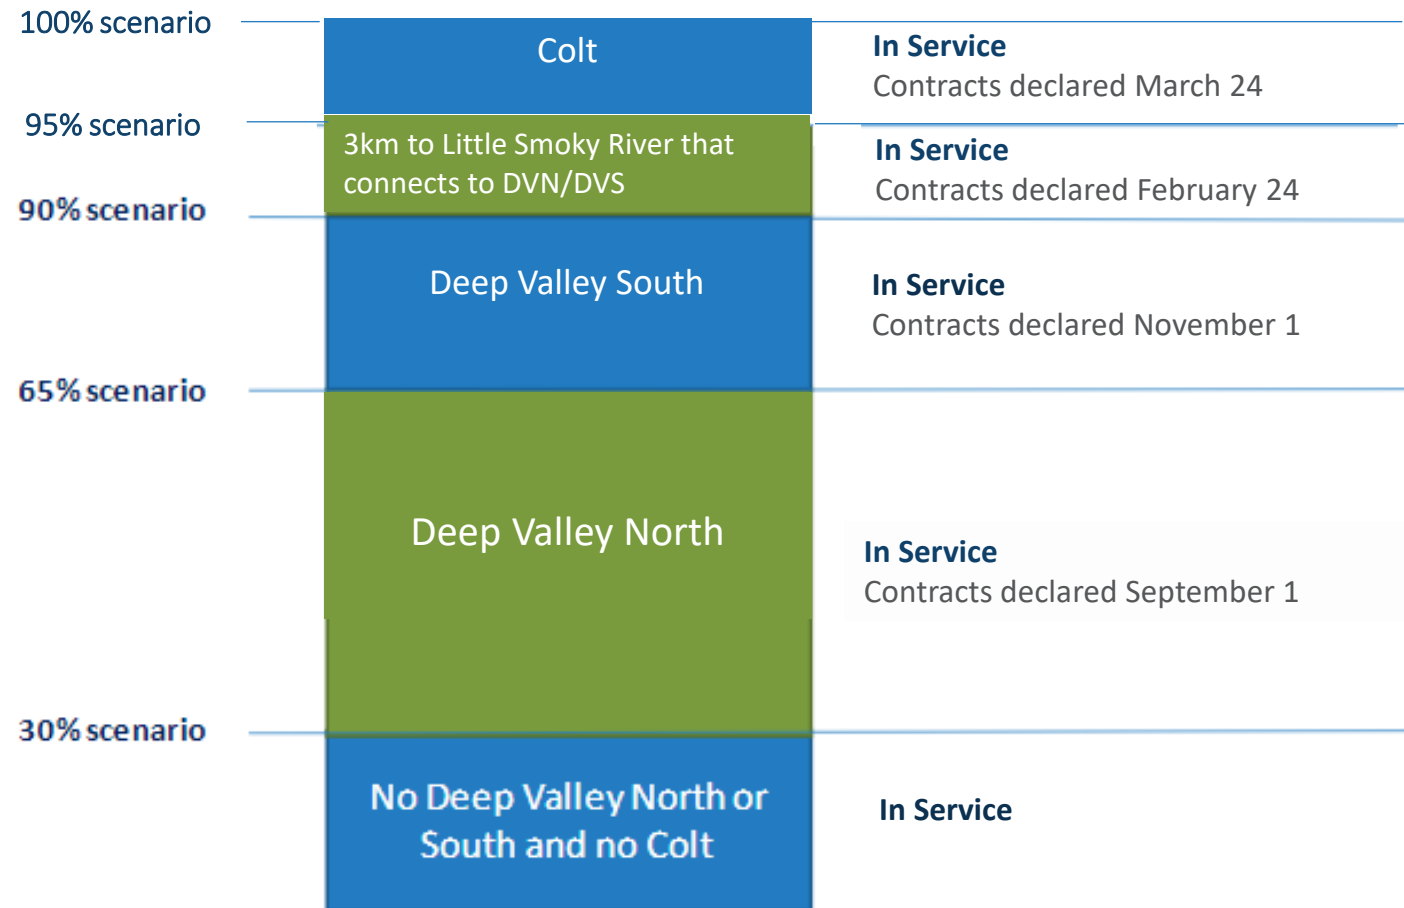 100% scenario
Colt
In Service
Contracts declared March 24
95% scenario
3km to Little Smoky River that
connects to DVN/DVS
In Service
Contracts declared February 24
90% scenario
Deep Valley South
In Service
Contracts declared November 1
65% scenario
Deep Valley North
In Service
Contracts declared September 1
30% scenario
No Deep Valley North or
South and no Colt
In Service